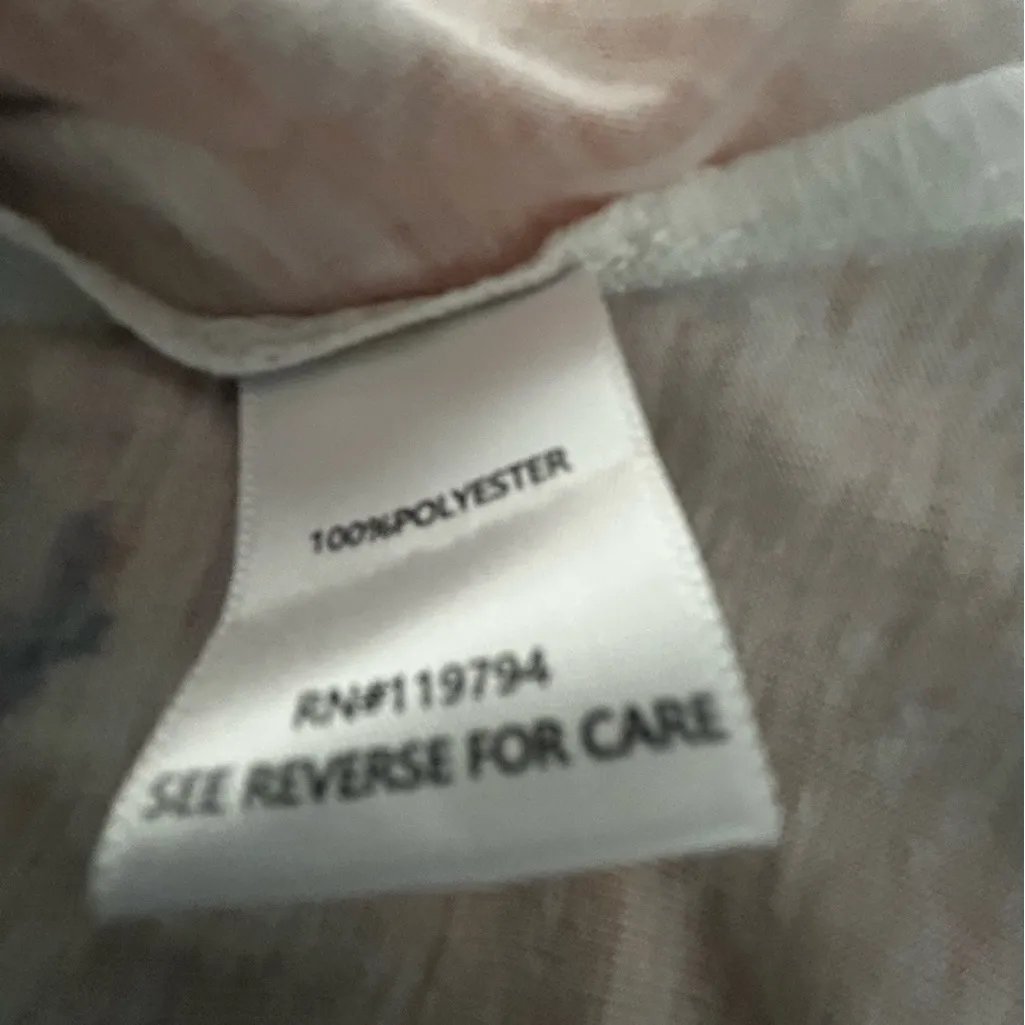 100%POLYESTER
RN#119794
SEE REVERSE FOR CARE